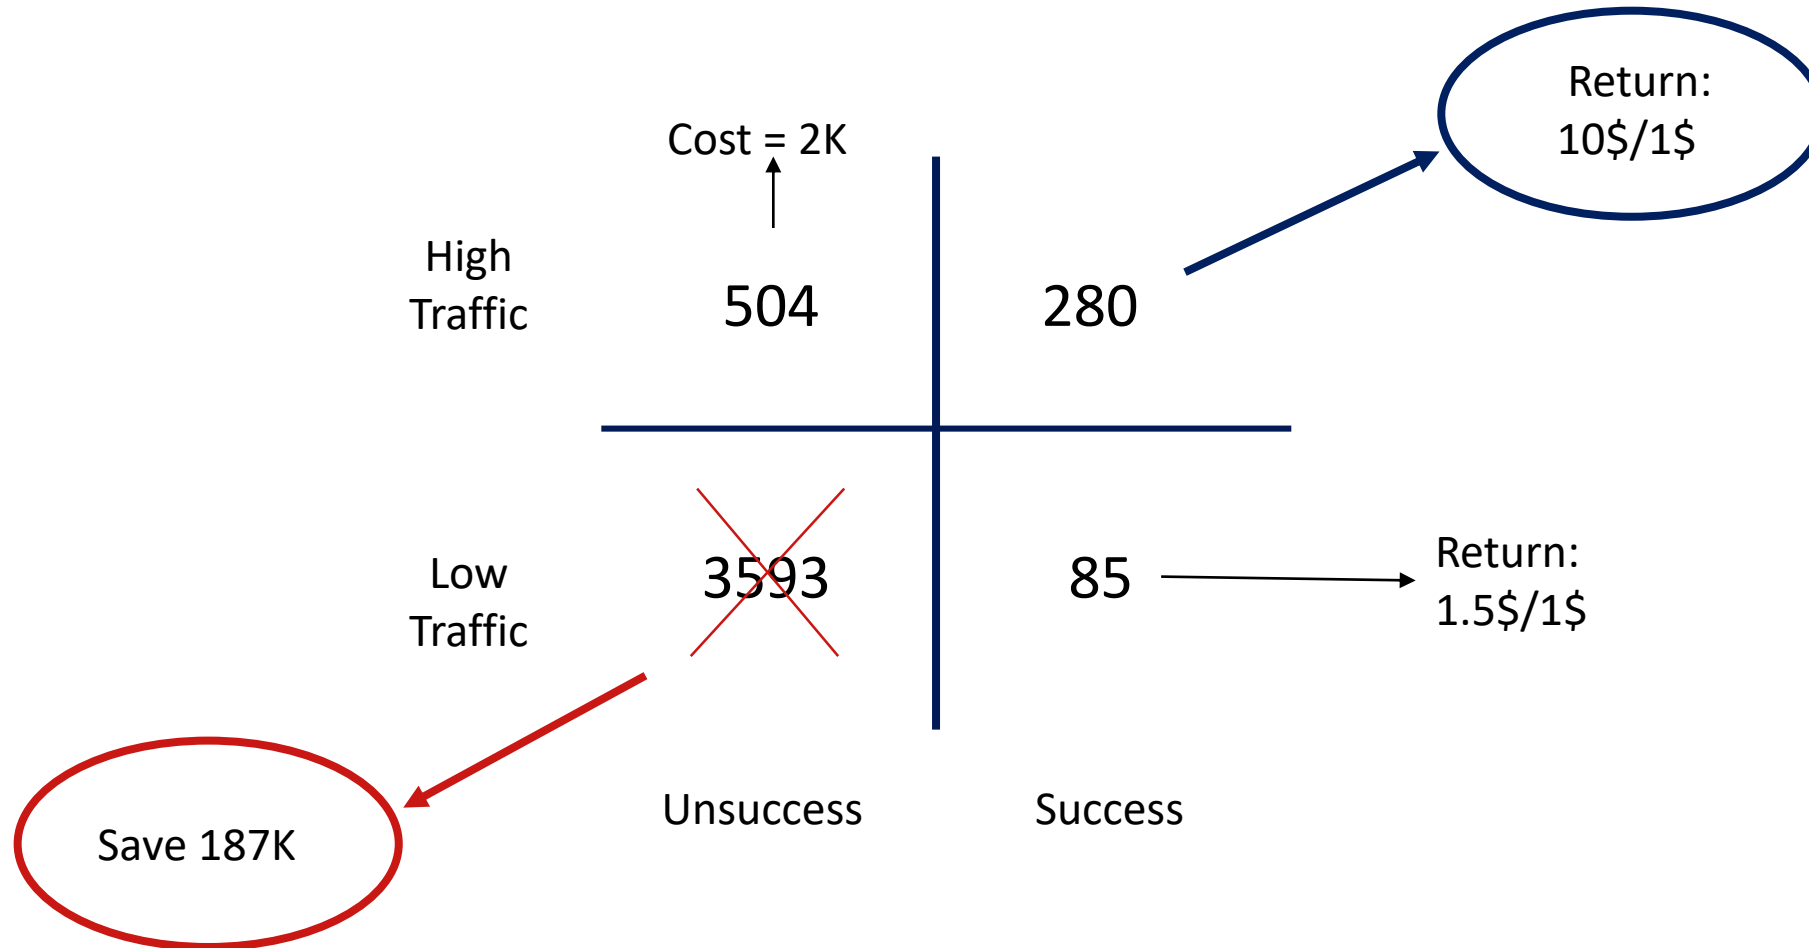 Return:
10$/1$
Cost = 2K
High
Traffic
504
280
Low
Traffic
3593
85
Return:
1.5$/1$
Unsuccess
Success
Save 187K